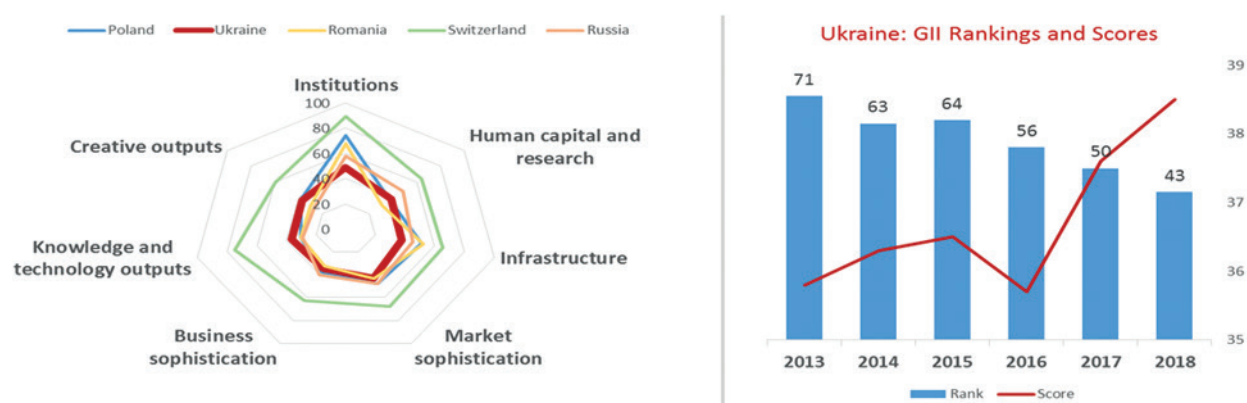 Poland
Ukraine
Romania
Switzerland
Russia
Institutions
100
80
60
40
20
0
Human capital and
research
Infrastructure
Market
sophistication
Business
sophistication
Knowledge and
technology outputs
Creative outputs
Ukraine: GII Rankings and Scores
71
63
64
56
50
43
39
38
37
36
35
2013
2014
2015
2016
2017
2018
Rank
Score